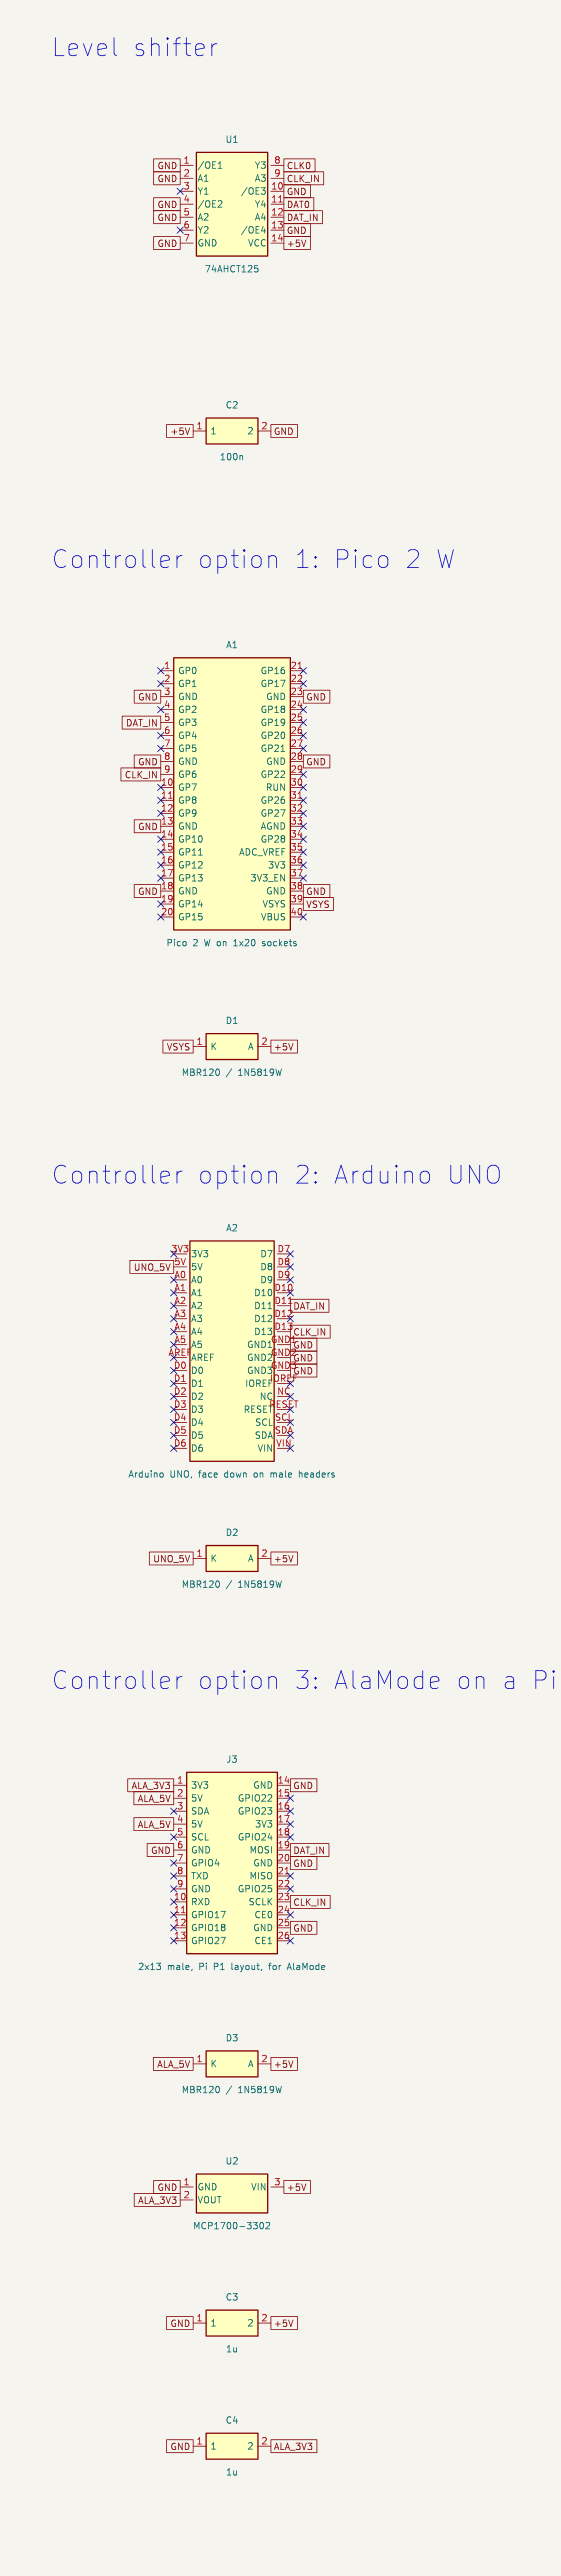 Level shifter
U1
GND 1 /OE1 Y3 8 CLKO
GND 2 A1 A3 9 CLK_IN
3 Y1 /OE3 10 GND
GND 4 /OE2 Y4 11 DATO
GND 5 A2 A4 12 DAT_IN
6 Y2 /OE4 13 GND
GND 7 GND VCC 14 +5V
74AHCT125
C2
+5V 1 1 2 2 GND
100n
Controller option 1: Pico 2 W
A1
1 GP0 GP16 21
2 GP1 GP17 22
GND 3 GND GND 23 GND
4 GP2 GP18 24
DAT_IN 5 GP3 GP19 25
6 GP4 GP20 26
7 GP5 GP21 27
GND 8 GND GND 28 GND
CLK_IN 9 GP6 GP22 29
10 GP7 RUN 30
11 GP8 GP26 31
12 GP9 GP27 32
GND 13 GND AGND 33
14 GP10 GP28 34
15 GP11 ADC_VREF 35
16 GP12 3V3 36
17 GP13 3V3_EN 37
GND 18 GND GND 38 GND
19 GP14 VSYS 39 VSYS
20 GP15 VBUS 40
Pico 2 W on 1x20 sockets
D1
VSYS 1 K A 2 +5V
MBR120 / 1N5819W
Controller option 2: Arduino UNO
A2
3V3 3V3 D7 D7
UNO_5V 5V 5V D8 D8
A0 A0 D9 D9
A1 A1 D10 D10
A2 A2 D11 D11 DAT_IN
A3 A3 D12 D12
A4 A4 D13 D13 CLK_IN
A5 A5 GND1 GND1 GND
AREF AREF GND2 GND2 GND
D0 D0 GND3 GND3 GND
D1 D1 IOREF IOREF
D2 D2 NC NC
D3 D3 RESET RESET
D4 D4 SCL SCL
D5 D5 SDA SDA
D6 D6 VIN VIN
Arduino UNO, face down on male headers
D2
UNO_5V 1 K A 2 +5V
MBR120 / 1N5819W
Controller option 3: AlaMode on a Pi
J3
ALA_3V3 1 3V3 GND 14 GND
ALA_5V 2 5V GPIO22 15
3 SDA GPIO23 16
ALA_5V 4 5V 3V3 17
5 SCL GPIO24 18
GND 6 GND MOSI 19 DAT_IN
7 GPIO4 GND 20 GND
8 TXD MISO 21
9 GND GPIO25 22
10 RXD SCLK 23 CLK_IN
11 GPIO17 CE0 24
12 GPIO18 GND 25 GND
13 GPIO27 CE1 26
2x13 male, Pi P1 layout, for AlaMode
D3
ALA_5V 1 K A 2 +5V
MBR120 / 1N5819W
U2
GND 1 GND VIN 3 +5V
ALA_3V3 2 VOUT
MCP1700-3302
C3
GND 1 1 2 2 +5V
1u
C4
GND 1 1 2 2 ALA_3V3
1u